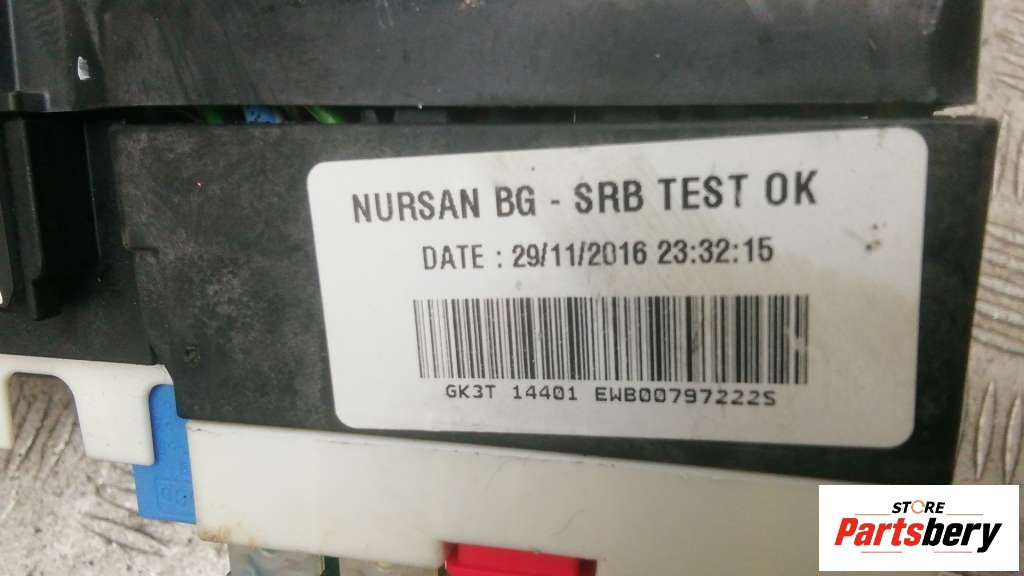 NURSAN BG - SRB TEST OK
DATE : 29/11/2016 23:32:15
GK3T 14401 EWB00797222S
STORE
Partsbery